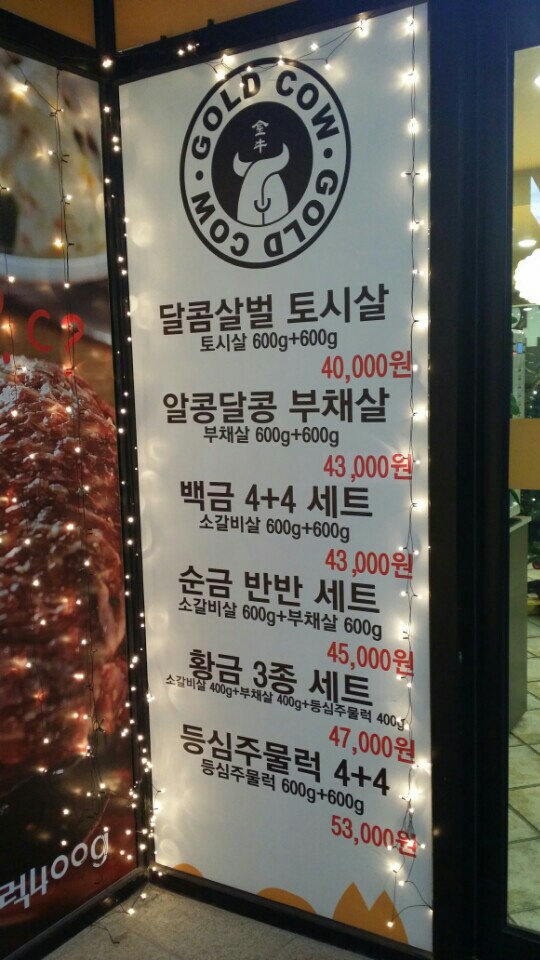 GOLD COW · GOLD COW ·
金牛
달콤살벌 토시살
토시살 600g+600g
40,000원
알콩달콩 부채살
부채살 600g+600g
43,000원
백금 4+4 세트
소갈비살 600g+600g
43,000원
순금 반반 세트
소갈비살 600g+부채살 600g
45,000원
황금 3종 세트
소갈비살 400g+부채살 400g+등심주물럭 400g
47,000원
등심주물럭 4+4
등심주물럭 600g+600g
53,000원
럭400g